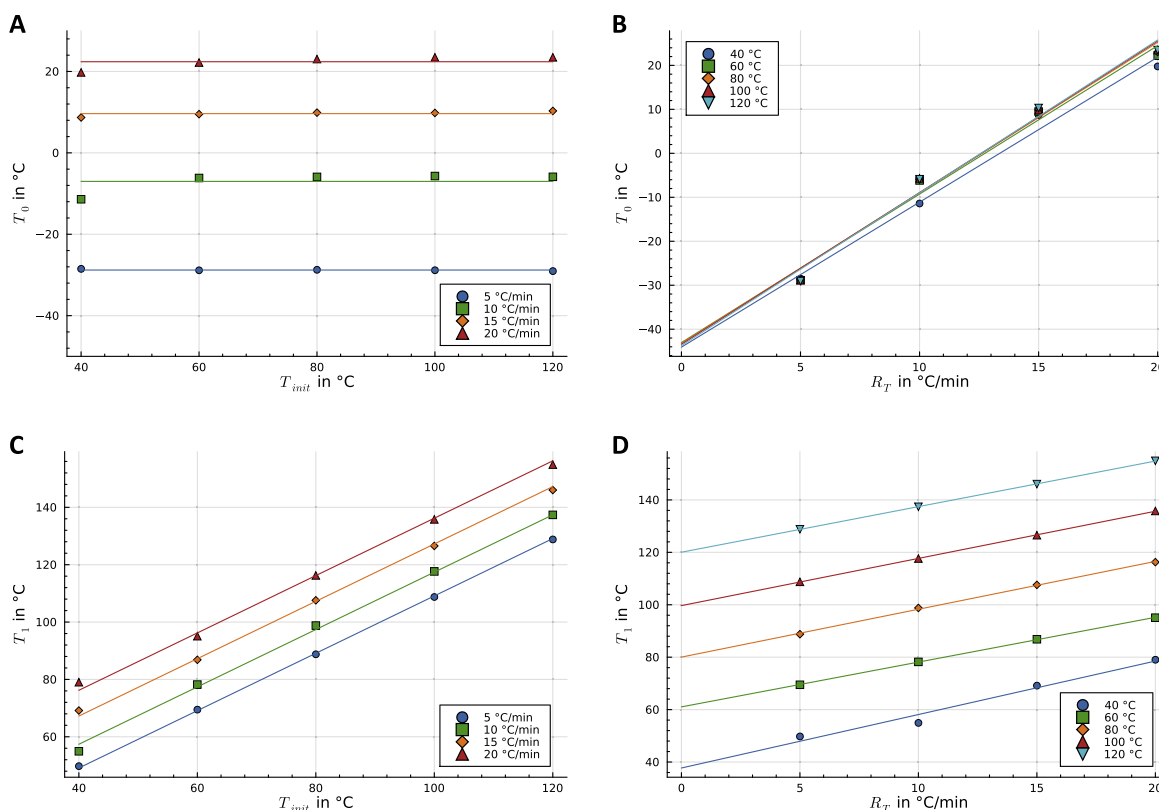 A
20
0
−20
−40
T0 in °C
40
60
80
100
120
Tinit in °C
5 °C/min
10 °C/min
15 °C/min
20 °C/min
B
20
10
0
−10
−20
−30
−40
T0 in °C
0
5
10
15
20
RT in °C/min
40 °C
60 °C
80 °C
100 °C
120 °C
C
140
120
100
80
60
T1 in °C
40
60
80
100
120
Tinit in °C
5 °C/min
10 °C/min
15 °C/min
20 °C/min
D
140
120
100
80
60
40
T1 in °C
0
5
10
15
20
RT in °C/min
40 °C
60 °C
80 °C
100 °C
120 °C